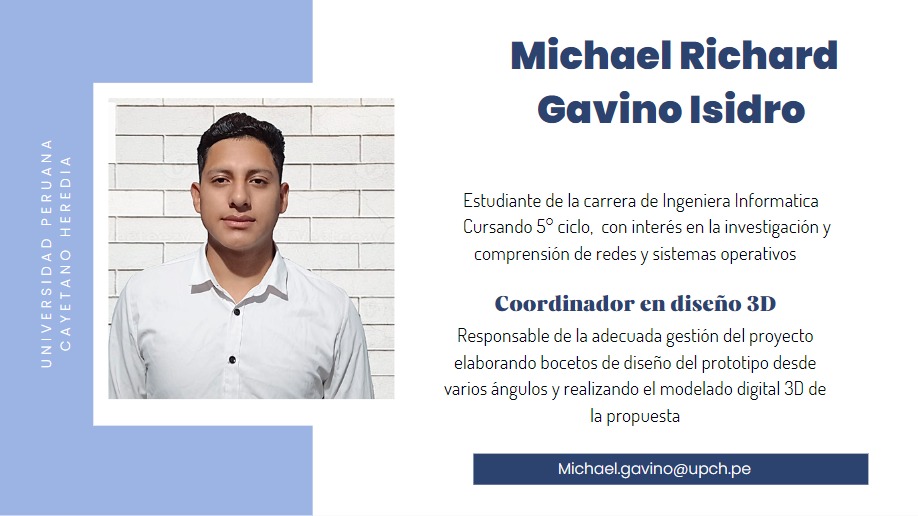 UNIVERSIDAD PERUANA
CAYETANO HEREDIA
Michael Richard
Gavino Isidro
Estudiante de la carrera de Ingeniera Informatica
Cursando 5° ciclo, con interés en la investigación y
comprensión de redes y sistemas operativos
Coordinador en diseño 3D
Responsable de la adecuada gestión del proyecto
elaborando bocetos de diseño del prototipo desde
varios ángulos y realizando el modelado digital 3D de
la propuesta
Michael.gavino@upch.pe